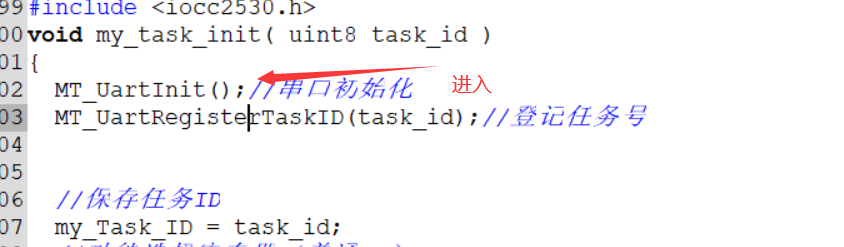 99 #include <iocc2530.h>
00 void my_task_init( uint8 task_id )
01 {
02 MT_UartInit();//串口初始化 进入
03 MT_UartRegisterTaskID(task_id);//登记任务号
04
05
06 //保存任务ID
07 my_Task_ID = task_id;